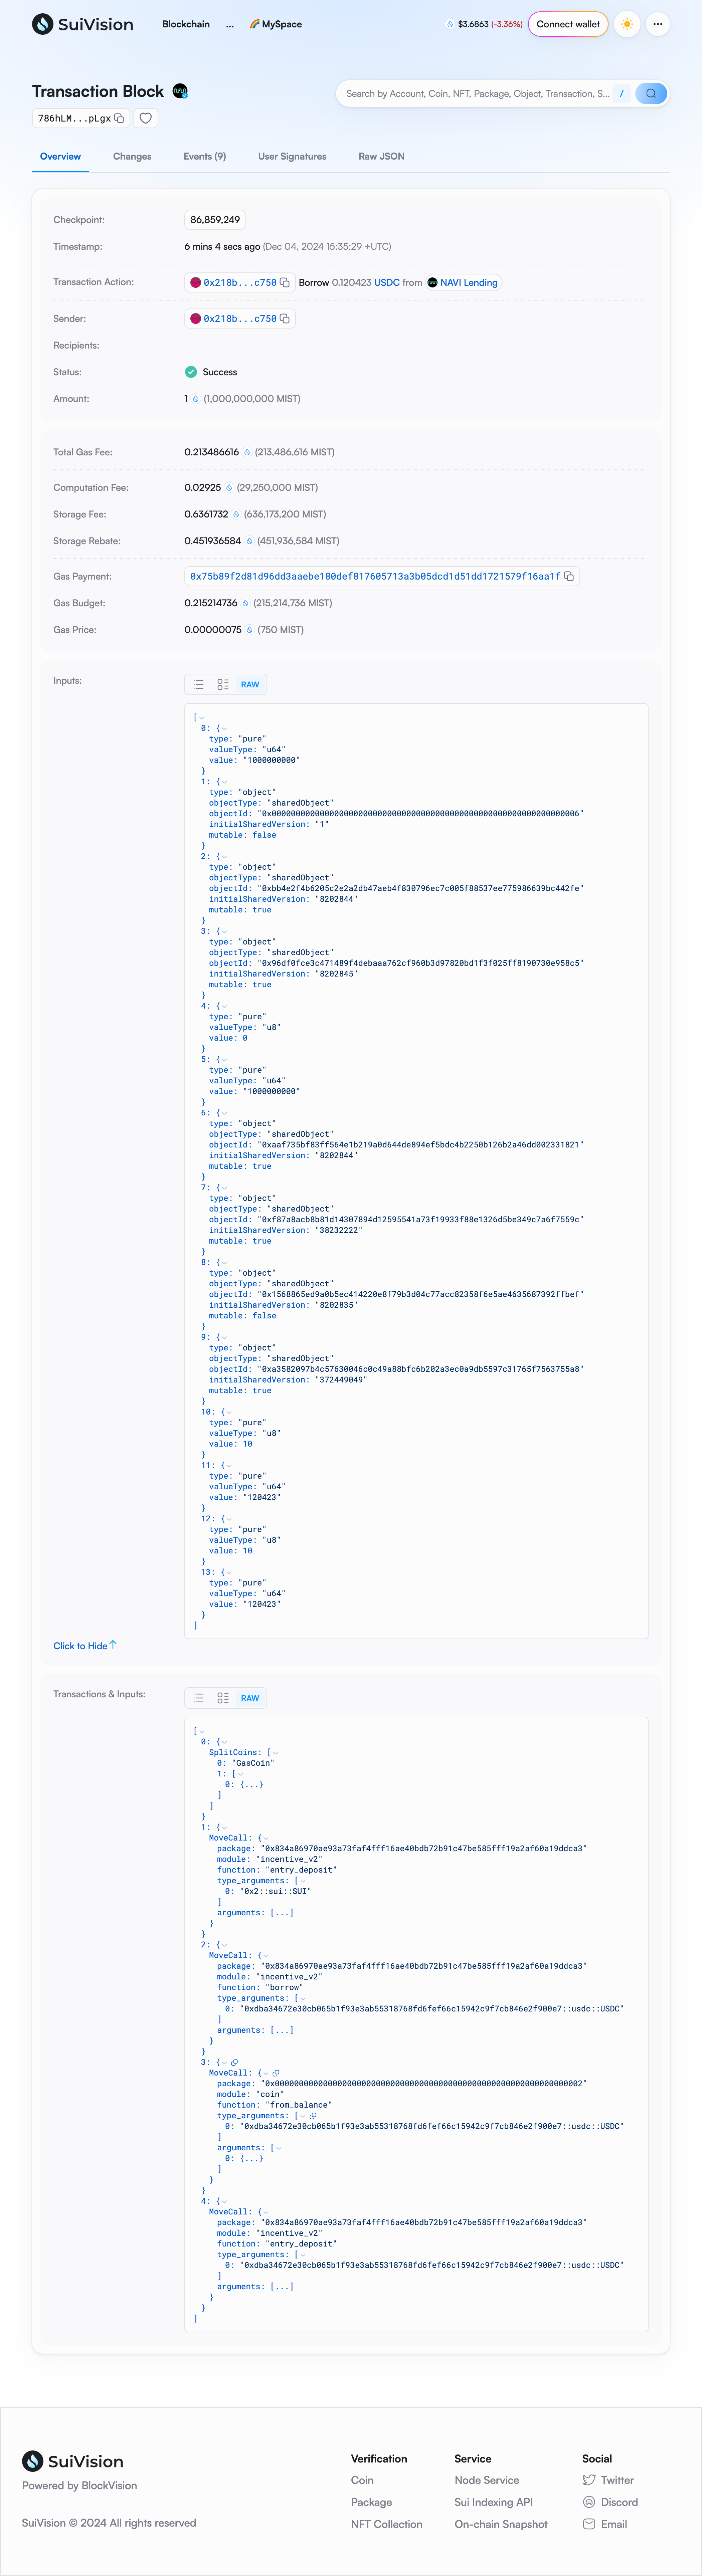 SuiVision
Blockchain ... MySpace
$3.6863 (-3.36%) Connect wallet
Transaction Block
Search by Account, Coin, NFT, Package, Object, Transaction, S... /
786hLM...pLgx
Overview Changes Events (9) User Signatures Raw JSON
Checkpoint: 86,859,249
Timestamp: 6 mins 4 secs ago (Dec 04, 2024 15:35:29 +UTC)
Transaction Action: 0x218b...c750 Borrow 0.120423 USDC from NAVI Lending
Sender: 0x218b...c750
Recipients:
Status: Success
Amount: 1 (1,000,000,000 MIST)
Total Gas Fee: 0.213486616 (213,486,616 MIST)
Computation Fee: 0.02925 (29,250,000 MIST)
Storage Fee: 0.6361732 (636,173,200 MIST)
Storage Rebate: 0.451936584 (451,936,584 MIST)
Gas Payment: 0x75b89f2d81d96dd3aaebe180def817605713a3b05dcd1d51dd1721579f16aa1f
Gas Budget: 0.215214736 (215,214,736 MIST)
Gas Price: 0.00000075 (750 MIST)
Inputs: RAW
[
0: {
type: "pure"
valueType: "u64"
value: "1000000000"
}
1: {
type: "object"
objectType: "sharedObject"
objectId: "0x0000000000000000000000000000000000000000000000000000000000000006"
initialSharedVersion: "1"
mutable: false
}
2: {
type: "object"
objectType: "sharedObject"
objectId: "0xbb4e2f4b6205c2e2a2db47aeb4f830796ec7c005f88537ee775986639bc442fe"
initialSharedVersion: "8202844"
mutable: true
}
3: {
type: "object"
objectType: "sharedObject"
objectId: "0x96df0fce3c471489f4debaaa762cf960b3d97820bd1f3f025ff8190730e958c5"
initialSharedVersion: "8202845"
mutable: true
}
4: {
type: "pure"
valueType: "u8"
value: 0
}
5: {
type: "pure"
valueType: "u64"
value: "1000000000"
}
6: {
type: "object"
objectType: "sharedObject"
objectId: "0xaaf735bf83ff564e1b219a0d644de894ef5bdc4b2250b126b2a46dd002331821"
initialSharedVersion: "8202844"
mutable: true
}
7: {
type: "object"
objectType: "sharedObject"
objectId: "0xf87a8acb8b81d14307894d12595541a73f19933f88e1326d5be349c7a6f7559c"
initialSharedVersion: "38232222"
mutable: true
}
8: {
type: "object"
objectType: "sharedObject"
objectId: "0x1568865ed9a0b5ec414220e8f79b3d04c77acc82358f6e5ae4635687392ffbef"
initialSharedVersion: "8202835"
mutable: false
}
9: {
type: "object"
objectType: "sharedObject"
objectId: "0xa3582097b4c57630046c0c49a88bfc6b202a3ec0a9db5597c31765f7563755a8"
initialSharedVersion: "372449049"
mutable: true
}
10: {
type: "pure"
valueType: "u8"
value: 10
}
11: {
type: "pure"
valueType: "u64"
value: "120423"
}
12: {
type: "pure"
valueType: "u8"
value: 10
}
13: {
type: "pure"
valueType: "u64"
value: "120423"
}
]
Click to Hide
Transactions & Inputs: RAW
[
0: {
SplitCoins: [
0: "GasCoin"
1: [
0: {...}
]
]
}
1: {
MoveCall: {
package: "0x834a86970ae93a73faf4fff16ae40bdb72b91c47be585fff19a2af60a19ddca3"
module: "incentive_v2"
function: "entry_deposit"
type_arguments: [
0: "0x2::sui::SUI"
]
arguments: [...]
}
}
2: {
MoveCall: {
package: "0x834a86970ae93a73faf4fff16ae40bdb72b91c47be585fff19a2af60a19ddca3"
module: "incentive_v2"
function: "borrow"
type_arguments: [
0: "0xdba34672e30cb065b1f93e3ab55318768fd6fef66c15942c9f7cb846e2f900e7::usdc::USDC"
]
arguments: [...]
}
}
3: {
MoveCall: {
package: "0x0000000000000000000000000000000000000000000000000000000000000002"
module: "coin"
function: "from_balance"
type_arguments: [
0: "0xdba34672e30cb065b1f93e3ab55318768fd6fef66c15942c9f7cb846e2f900e7::usdc::USDC"
]
arguments: [
0: {...}
]
}
}
4: {
MoveCall: {
package: "0x834a86970ae93a73faf4fff16ae40bdb72b91c47be585fff19a2af60a19ddca3"
module: "incentive_v2"
function: "entry_deposit"
type_arguments: [
0: "0xdba34672e30cb065b1f93e3ab55318768fd6fef66c15942c9f7cb846e2f900e7::usdc::USDC"
]
arguments: [...]
}
}
]
SuiVision
Powered by BlockVision
SuiVision © 2024 All rights reserved
Verification
Coin
Package
NFT Collection
Service
Node Service
Sui Indexing API
On-chain Snapshot
Social
Twitter
Discord
Email